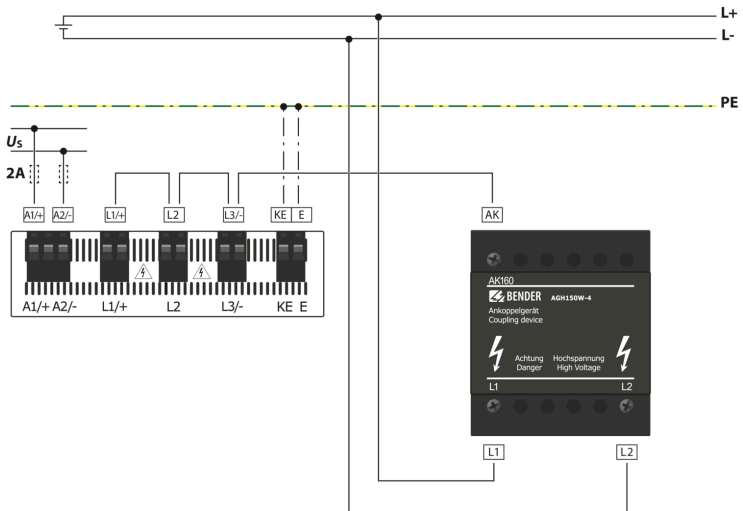 L+
L-
PE
Us
2A
A1/+ A2/- L1/+ L2 L3/- KE E
AK
A1/+ A2/- L1/+ L2 L3/- KE E
AK160
BENDER AGH150W-4
Ankoppelgerät
Coupling device
Achtung Hochspannung
Danger High Voltage
L1 L2
L1 L2